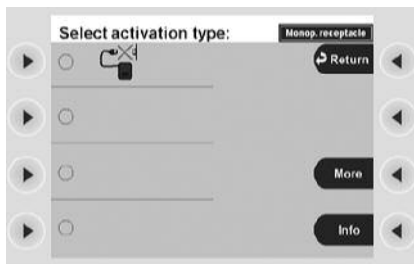 Select activation type:
Monop. receptacle
Return
More
Info